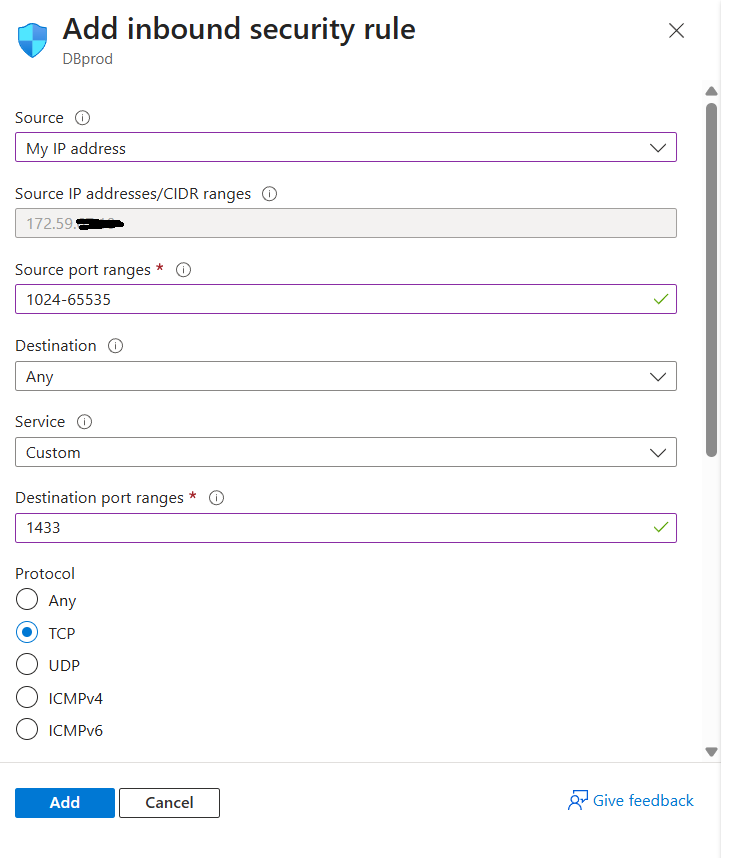 Add inbound security rule
DBprod
Source
My IP address
Source IP addresses/CIDR ranges
172.59.
Source port ranges *
1024-65535
Destination
Any
Service
Custom
Destination port ranges *
1433
Protocol
Any
TCP
UDP
ICMPv4
ICMPv6
Add Cancel Give feedback